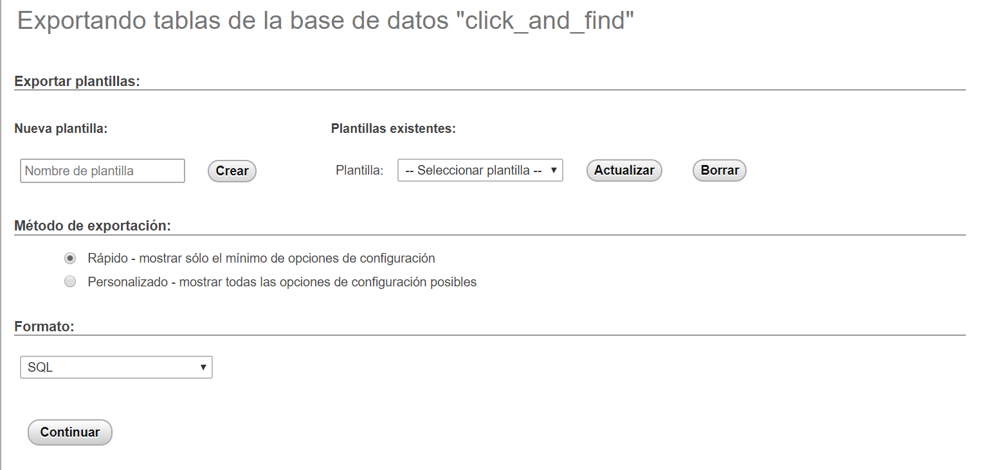 Exportando tablas de la base de datos "click_and_find"
Exportar plantillas:
Nueva plantilla:
Plantillas existentes:
Nombre de plantilla
Crear
Plantilla:
-- Seleccionar plantilla --
Actualizar
Borrar
Método de exportación:
Rápido - mostrar sólo el mínimo de opciones de configuración
Personalizado - mostrar todas las opciones de configuración posibles
Formato:
SQL
Continuar